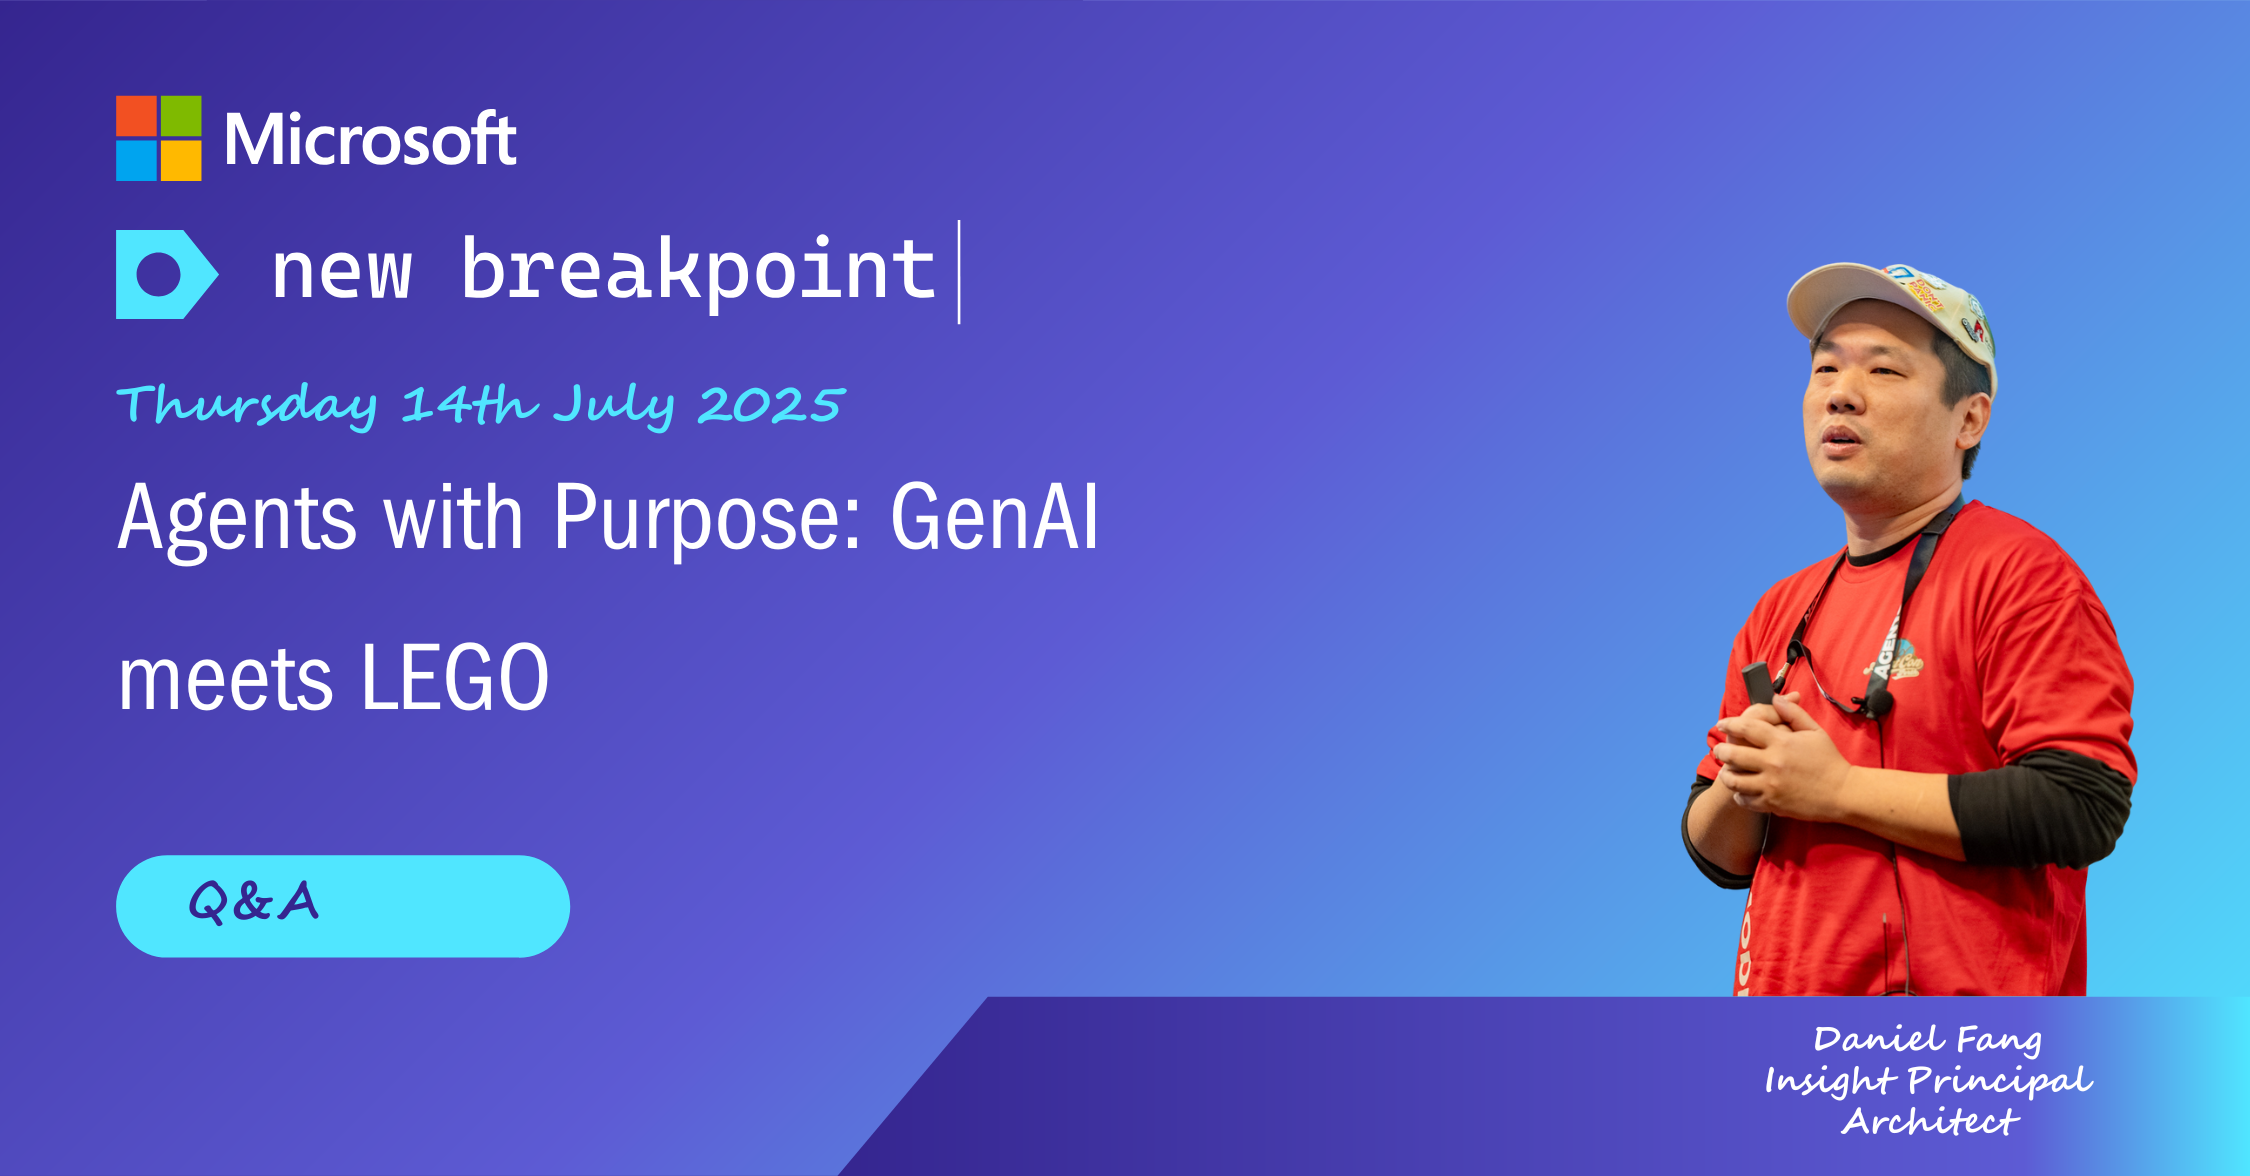 Microsoft
new breakpoint
Thursday 14th July 2025
Agents with Purpose: GenAI
meets LEGO
Q&A
Daniel Fang
Insight Principal
Architect